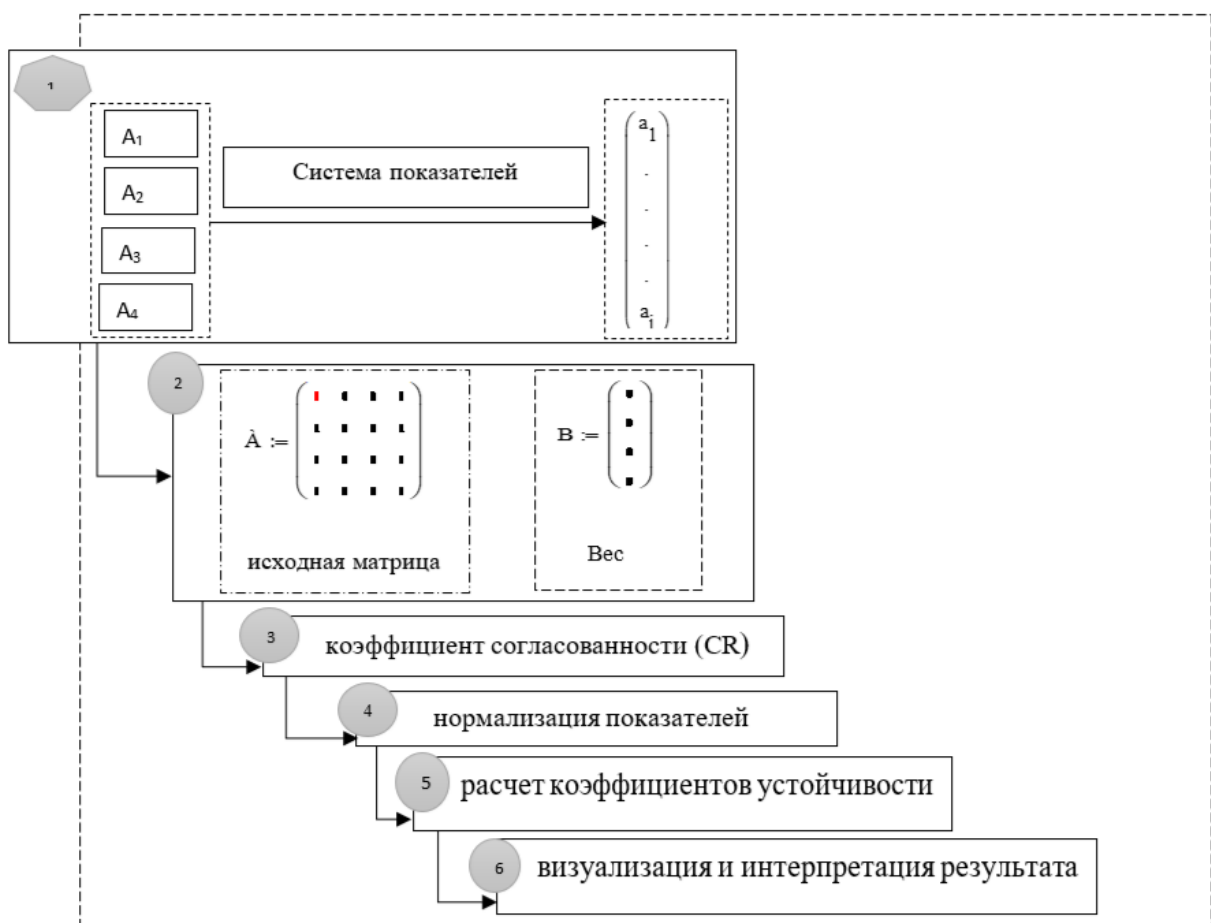 1
A₁
A₂
A₃
A₄
Система показателей
a₁
.
.
.
.
aᵢ
2
À :=
исходная матрица
B :=
Вес
3
коэффициент согласованности (CR)
4
нормализация показателей
5
расчет коэффициентов устойчивости
6
визуализация и интерпретация результата